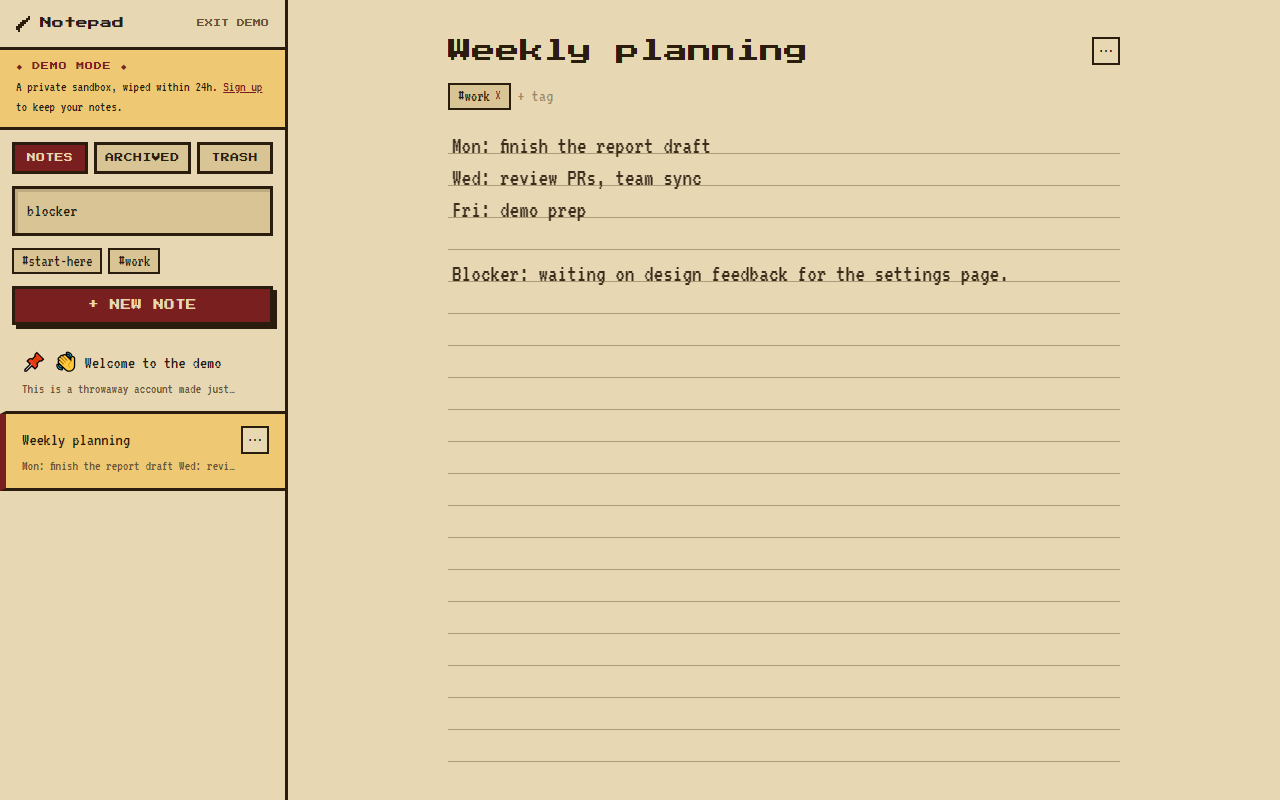 Notepad
EXIT DEMO
DEMO MODE
A private sandbox, wiped within 24h. Sign up
to keep your notes.
NOTES
ARCHIVED
TRASH
blocker
#start-here
#work
+ NEW NOTE
Welcome to the demo
This is a throwaway account made just…
Weekly planning
...
Mon: finish the report draft Wed: revi…
Weekly planning
...
#work X
+ tag
Mon: finish the report draft
Wed: review PRs, team sync
Fri: demo prep
Blocker: waiting on design feedback for the settings page.